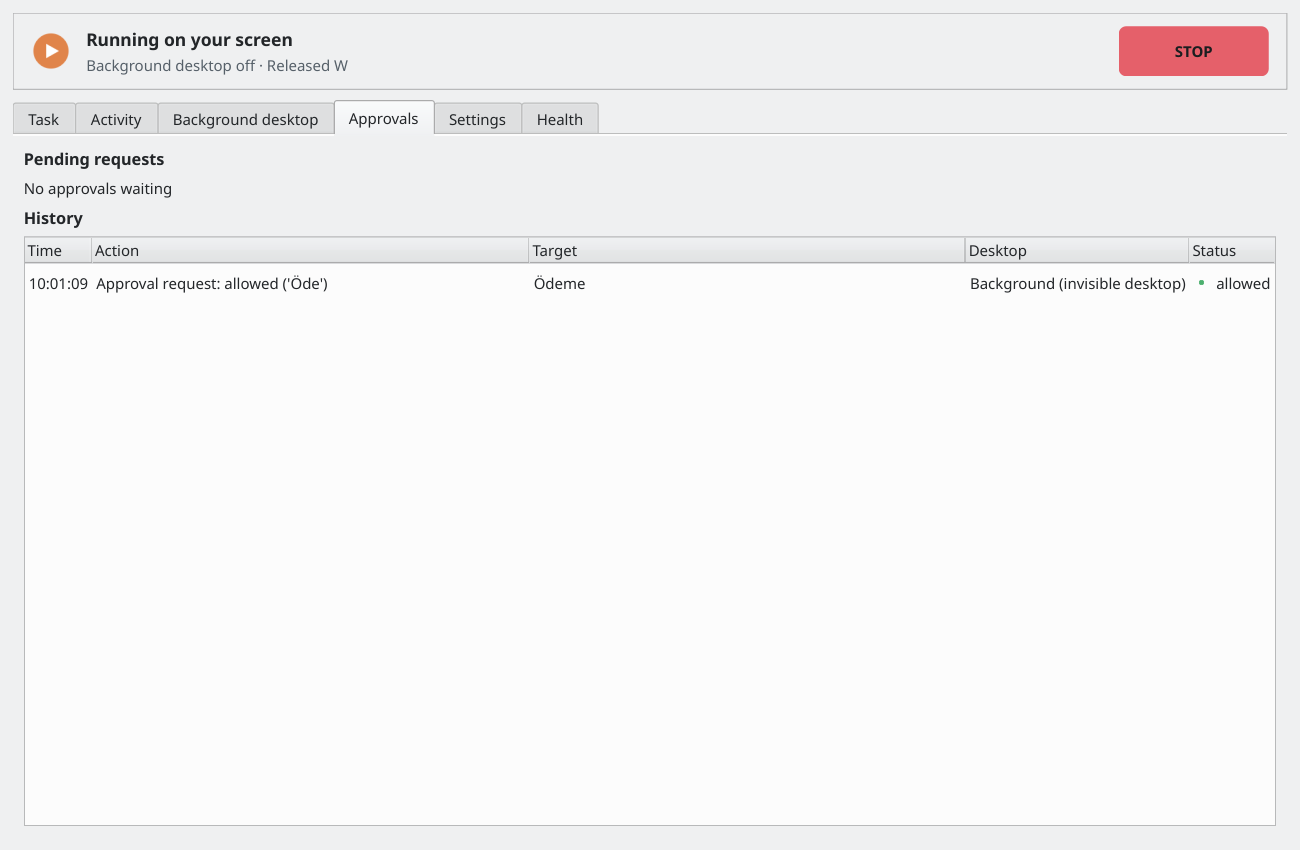 Running on your screen
Background desktop off · Released W
STOP
Task Activity Background desktop Approvals Settings Health
Pending requests
No approvals waiting
History
Time Action Target Desktop Status
10:01:09 Approval request: allowed ('Öde') Ödeme Background (invisible desktop) allowed